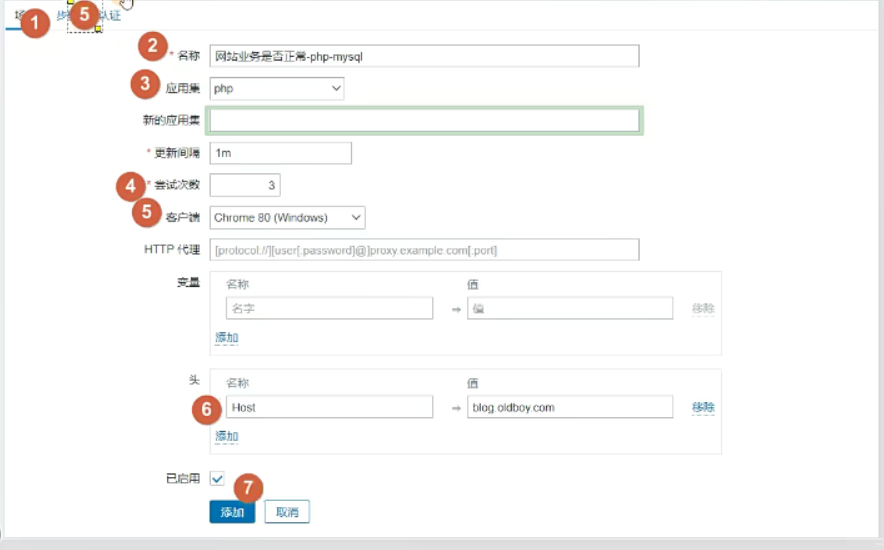 1 步 5 认证
2 * 名称 网站业务是否正常-php-mysql
3 应用集 php
新的应用集
* 更新间隔 1m
4 * 尝试次数 3
5 客户端 Chrome 80 (Windows)
HTTP 代理 [protocol://][user[:password]@]proxy.example.com[:port]
变量 名称 值
名字 ⇒ 值 移除
添加
头 名称 值
6 Host ⇒ blog.oldboy.com 移除
添加
已启用
7
添加 取消